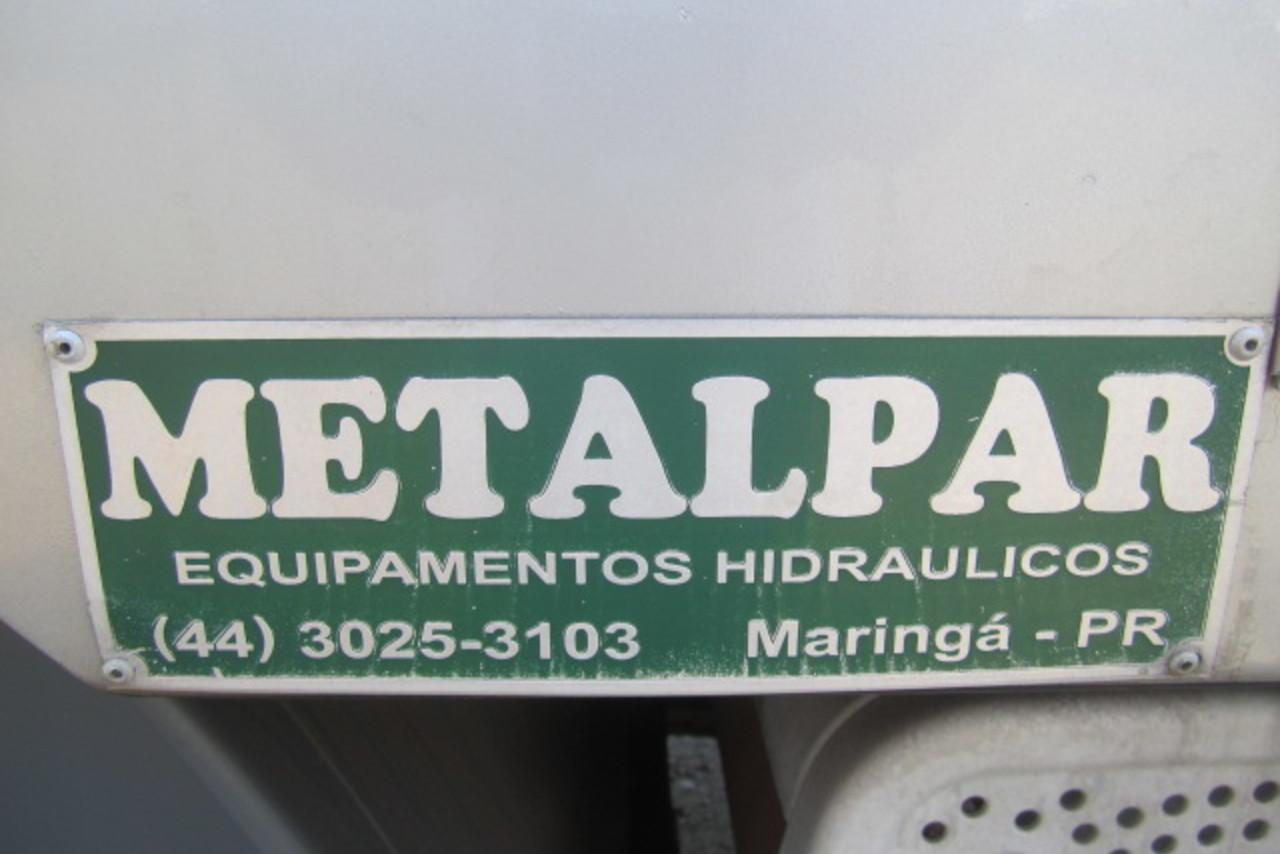 METALPAR
EQUIPAMENTOS HIDRAULICOS
(44) 3025-3103 Maringá - PR